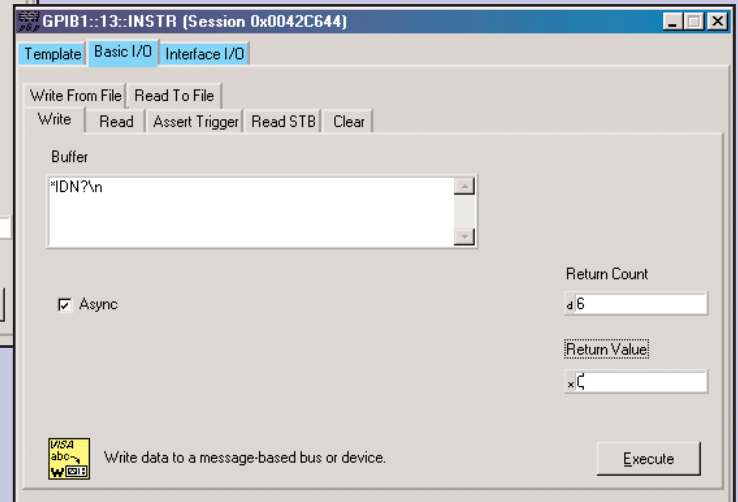 GPIB1::13::INSTR (Session 0x0042C644)
Template Basic I/O Interface I/O
Write From File Read To File
Write Read Assert Trigger Read STB Clear
Buffer
*IDN?\n
Return Count
d 6
Async
Return Value
x
VISA
abc
W
Write data to a message-based bus or device.
Execute